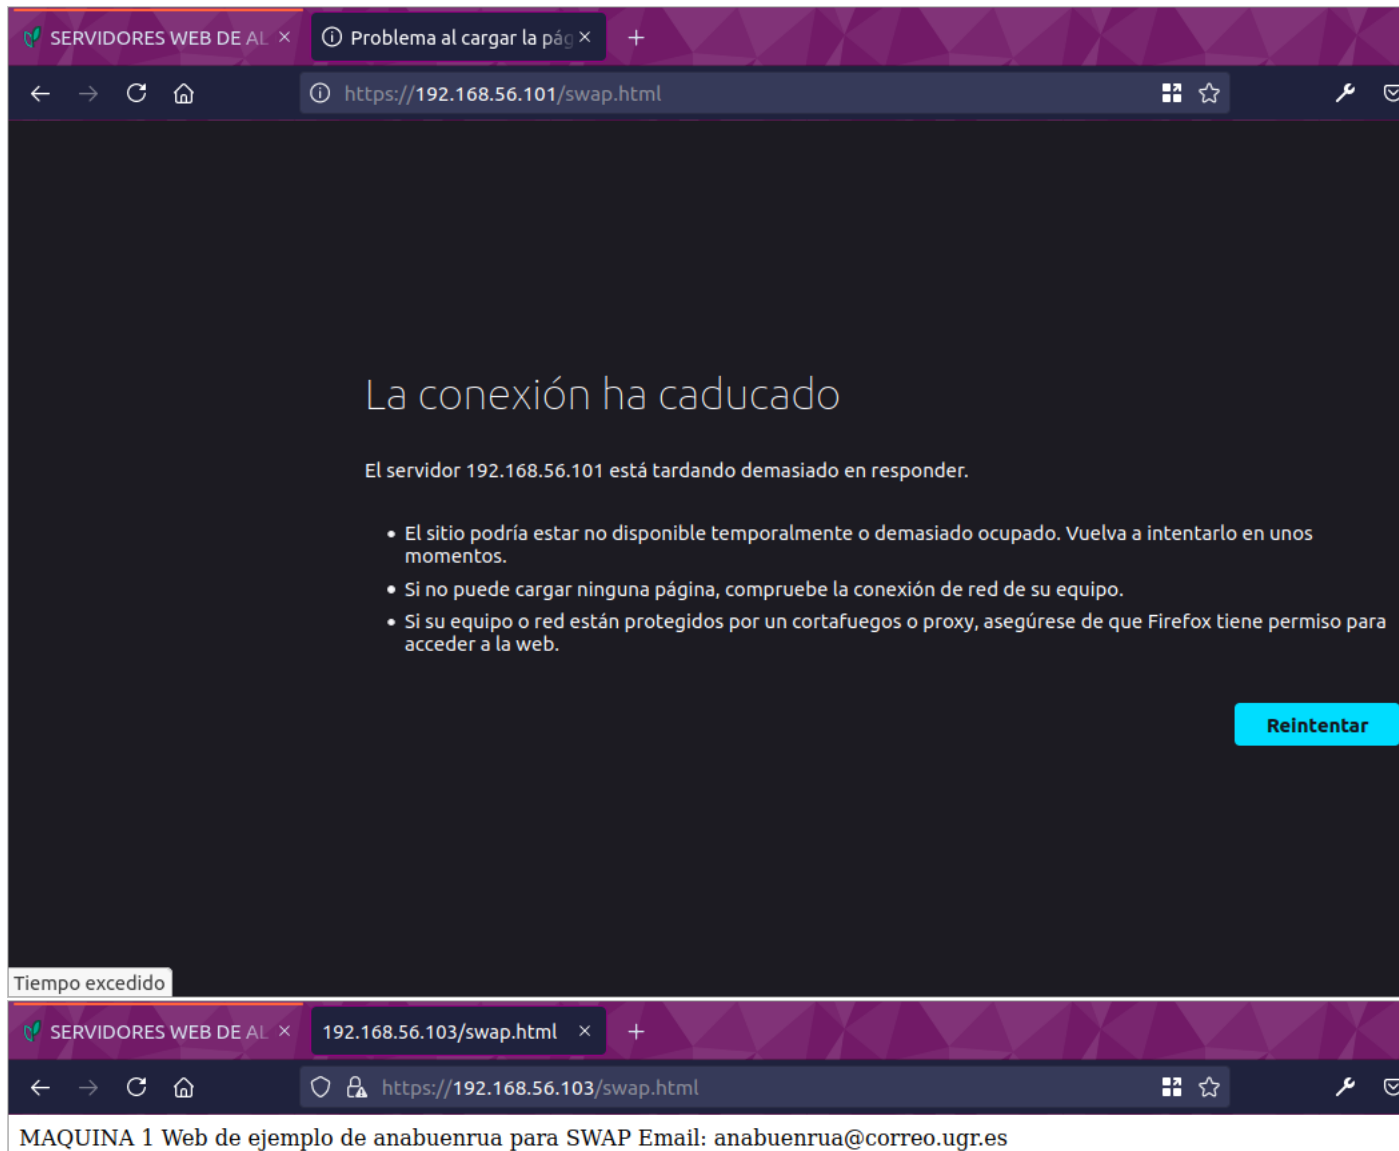 SERVIDORES WEB DE AL
Problema al cargar la pág
https://192.168.56.101/swap.html
La conexión ha caducado
El servidor 192.168.56.101 está tardando demasiado en responder.
• El sitio podría estar no disponible temporalmente o demasiado ocupado. Vuelva a intentarlo en unos
momentos.
• Si no puede cargar ninguna página, compruebe la conexión de red de su equipo.
• Si su equipo o red están protegidos por un cortafuegos o proxy, asegúrese de que Firefox tiene permiso para
acceder a la web.
Reintentar
Tiempo excedido
SERVIDORES WEB DE AL
192.168.56.103/swap.html
https://192.168.56.103/swap.html
MAQUINA 1 Web de ejemplo de anabuenrua para SWAP Email: anabuenrua@correo.ugr.es